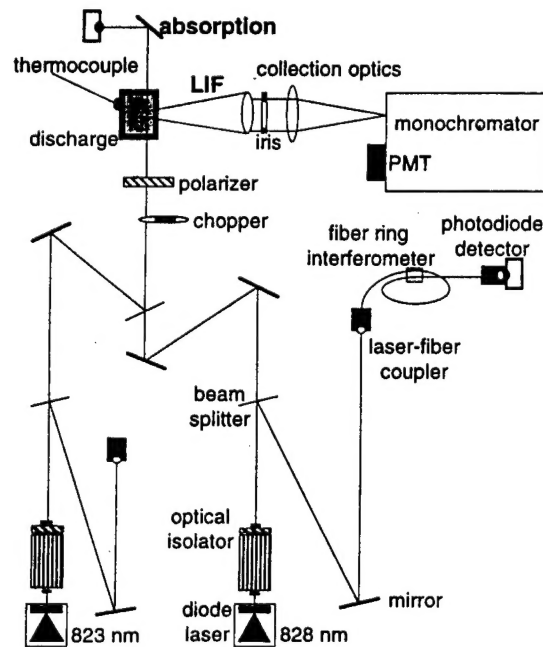 absorption
thermocouple
LIF
collection optics
discharge
iris
monochromator
PMT
polarizer
chopper
fiber ring
interferometer
photodiode
detector
laser-fiber
coupler
beam
splitter
optical
isolator
diode
laser
823 nm
828 nm
mirror